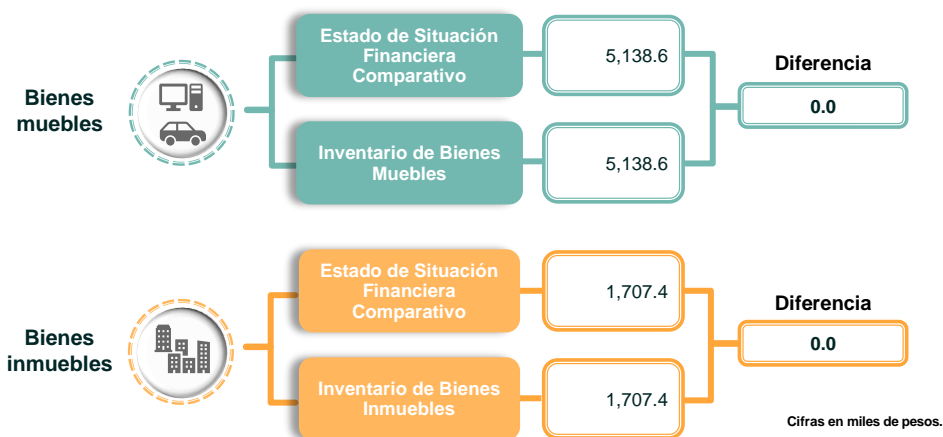 Bienes
muebles
Estado de Situación
Financiera
Comparativo
5,138.6
Inventario de Bienes
Muebles
5,138.6
Diferencia
0.0
Bienes
inmuebles
Estado de Situación
Financiera
Comparativo
1,707.4
Inventario de Bienes
Inmuebles
1,707.4
Diferencia
0.0
Cifras en miles de pesos.